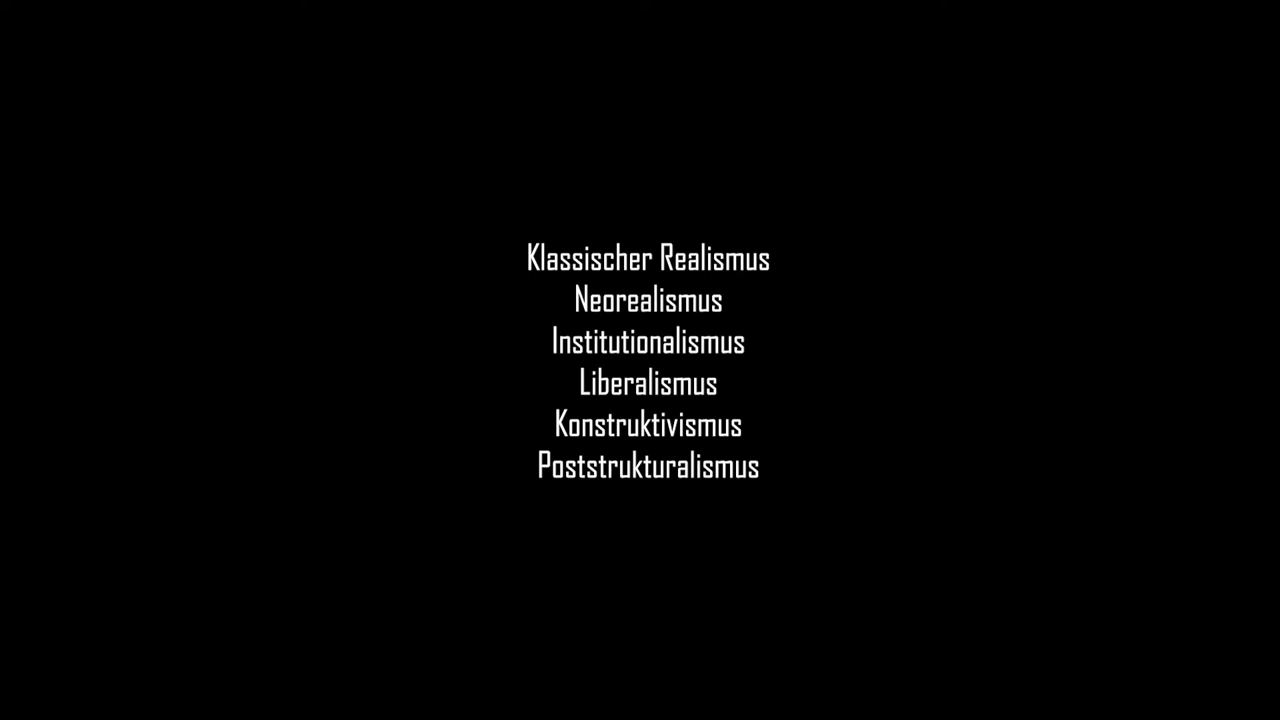 Klassischer Realismus
Neorealismus
Institutionalismus
Liberalismus
Konstruktivismus
Poststrukturalismus